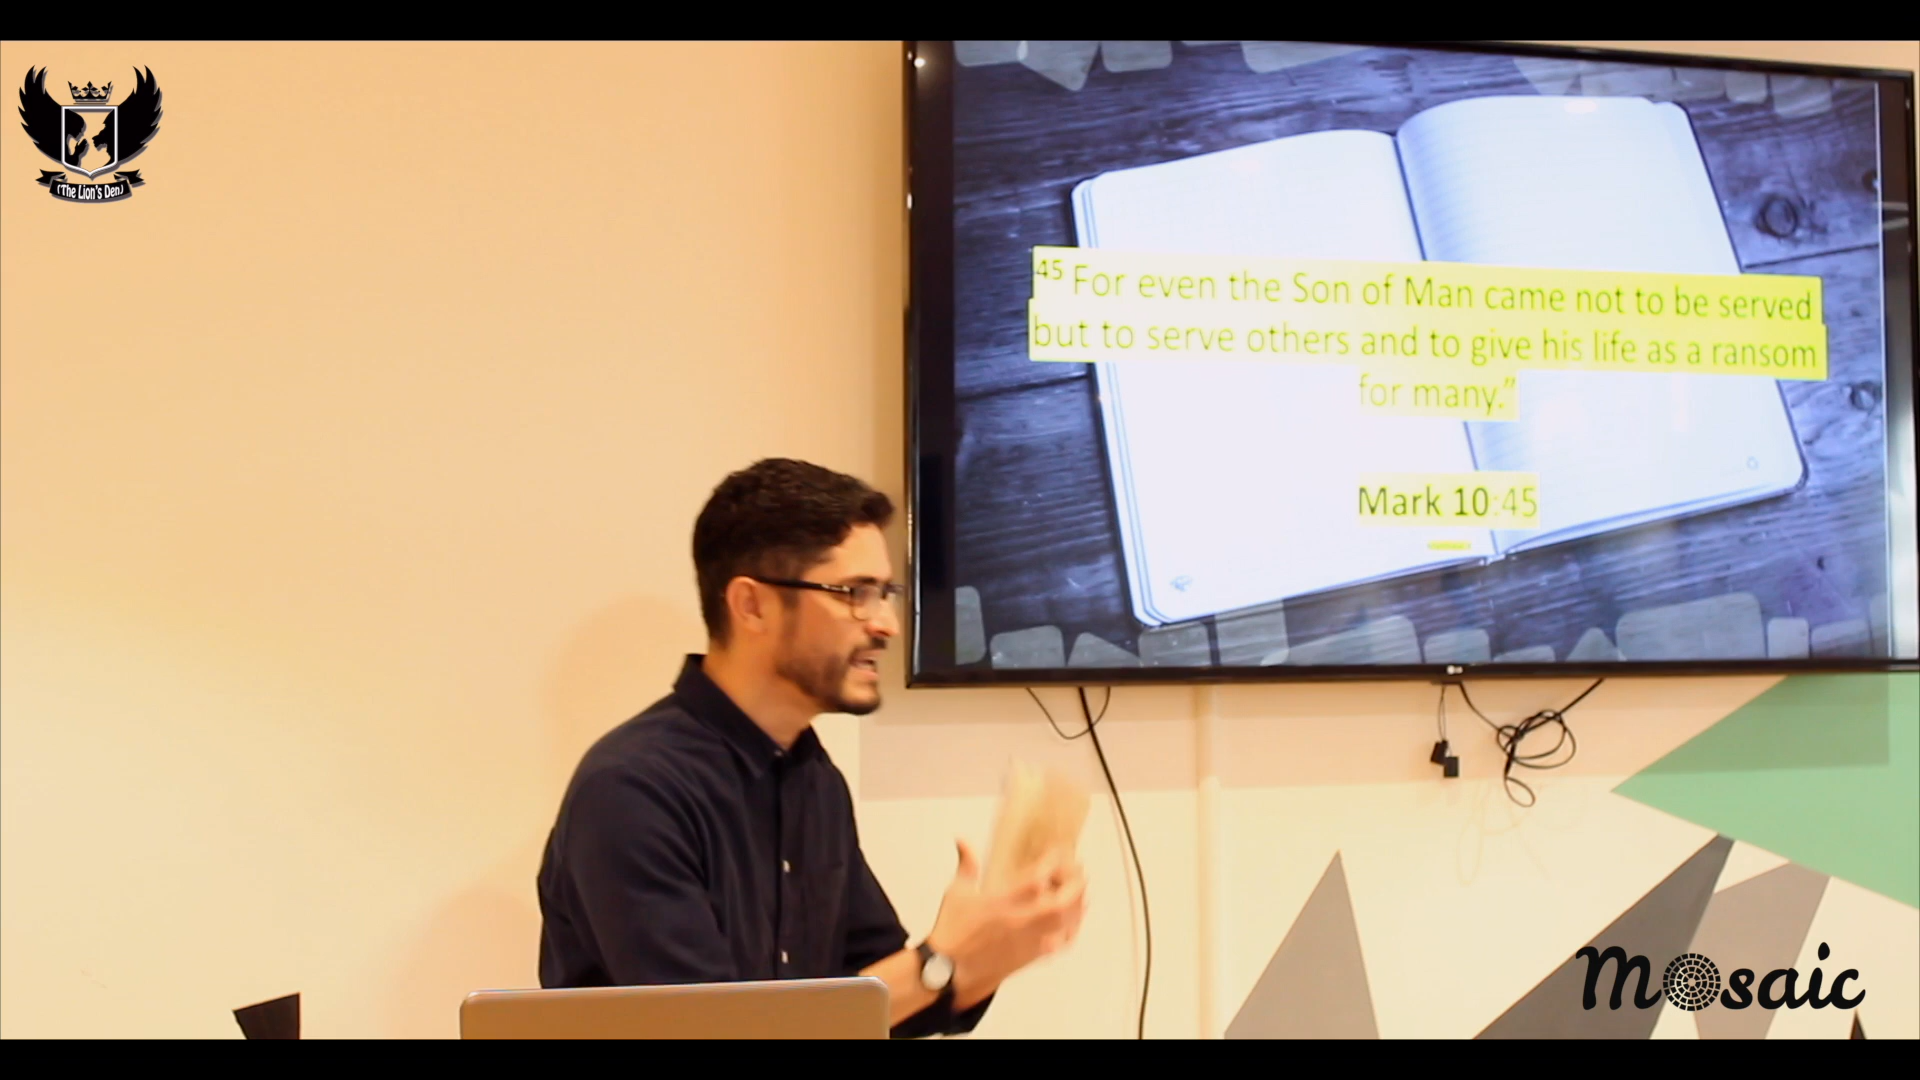 (The Lion's Den)
45 For even the Son of Man came not to be served
but to serve others and to give his life as a ransom
for many.”
Mark 10:45
LG
Mosaic